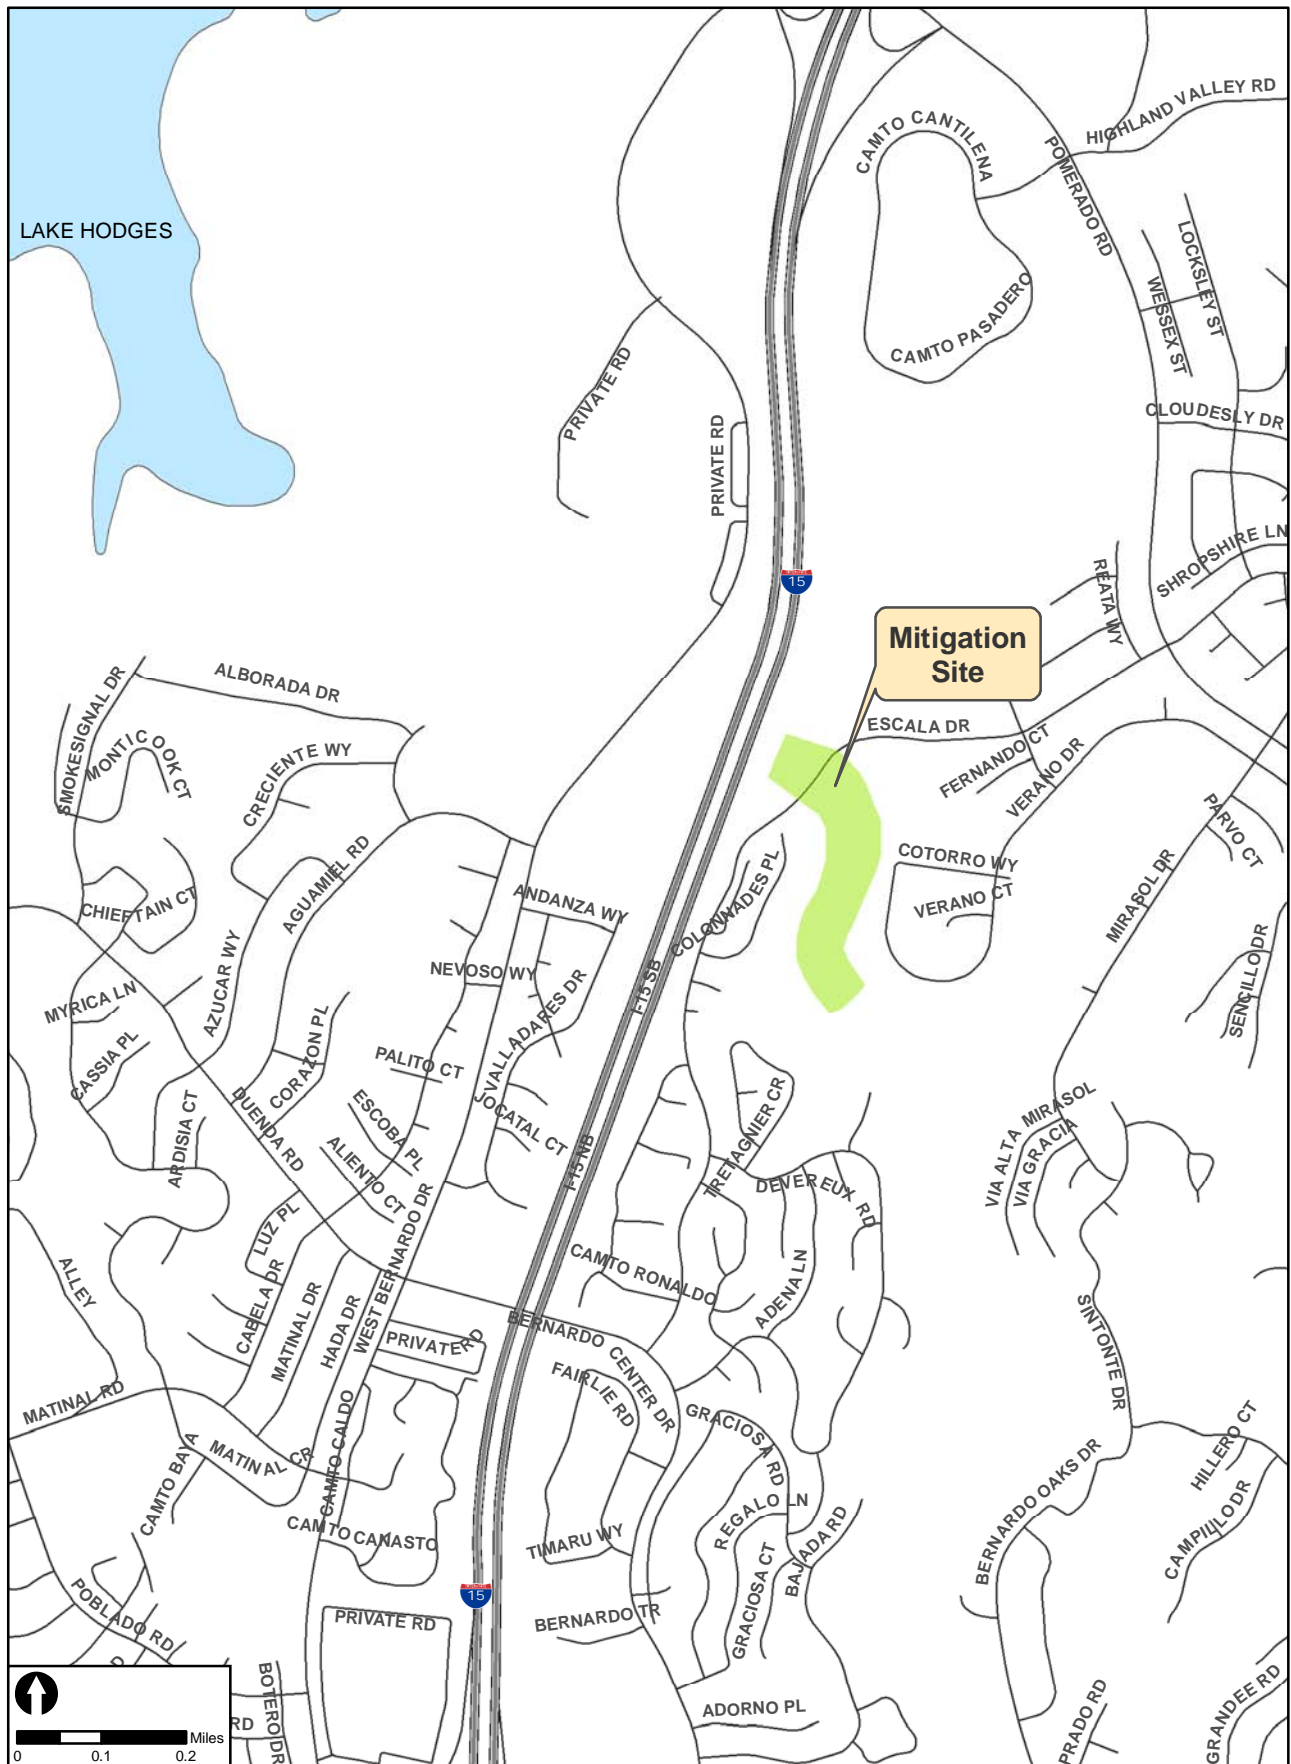 HIGHLAND VALLEY RD
CAMTO CANTILENA
POMERADO RD
LAKE HODGES
LOCKSLEY ST
WESSEX ST
CAMTO PASADERO
PRIVATE RD
PRIVATE RD
CLOUDESLY DR
SHROPSHIRE LN
REATA WY
15
Mitigation
Site
ESCALA DR
ALBORADA DR
SMOKESIGNAL DR
MONTICOOK CT
CRECIENTE WY
FERNANDO CT
VERANO DR
PARVO CT
COTORRO WY
VERANO CT
MIRASOL DR
AGUAMIEL RD
CHIEFTAIN CT
ANDANZA WY
COLONNADES PL
AZUCAR WY
NEVOSO WY
I-15 SB
SENCILLO DR
MYRICA LN
VALLADARES DR
CASSIA PL
CORAZON PL
PALITO CT
JOCATAL CT
ESCOBA PL
DUENDA RD
ARDISIA CT
ALIENTO CT
I-15 NB
TRETAGNIER CR
DEVEREUX RD
VIA ALTA MIRASOL
VIA GRACIA
LUZ PL
WEST BERNARDO DR
CAMTO RONALDO
ADENA LN
ALLEY
CABELA DR
MATINAL DR
HADA DR
PRIVATE RD
BERNARDO CENTER DR
SINTONTE DR
FAIRLIE RD
MATINAL RD
GRACIOSA RD
CAMTO CALDO
MATINAL CR
CAMTO BAYA
HILLERO CT
BERNARDO OAKS DR
CAMPILLO DR
REGALO LN
CAMTO CANASTO
TIMARU WY
BAJADA RD
GRACIOSA CT
15
POBLADO RD
PRIVATE RD
BERNARDO TR
D
BOTERO DR
RD
ADORNO PL
PRADO RD
GRANDEE RD
Miles
0 0.1 0.2